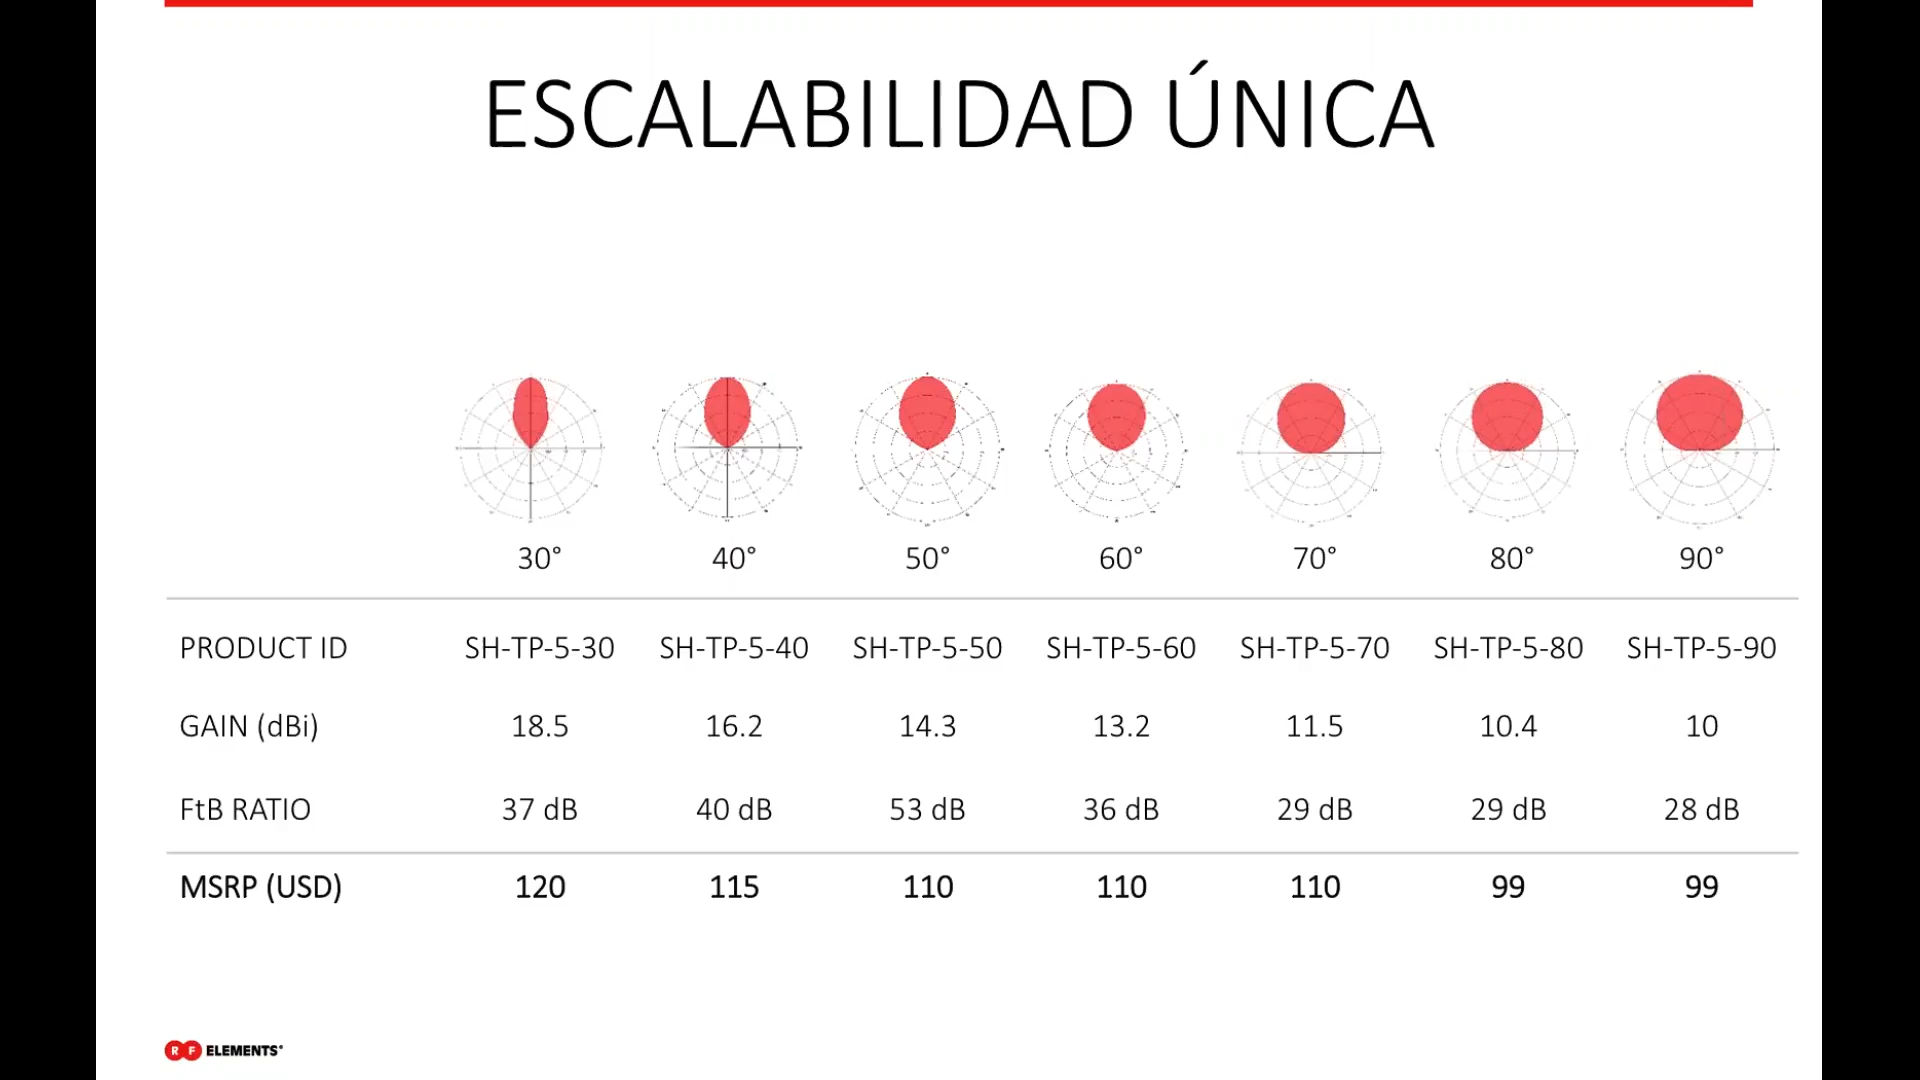 ESCALABILIDAD ÚNICA
30° 40° 50° 60° 70° 80° 90°
PRODUCT ID SH-TP-5-30 SH-TP-5-40 SH-TP-5-50 SH-TP-5-60 SH-TP-5-70 SH-TP-5-80 SH-TP-5-90
GAIN (dBi) 18.5 16.2 14.3 13.2 11.5 10.4 10
FtB RATIO 37 dB 40 dB 53 dB 36 dB 29 dB 29 dB 28 dB
MSRP (USD) 120 115 110 110 110 99 99
RF ELEMENTS